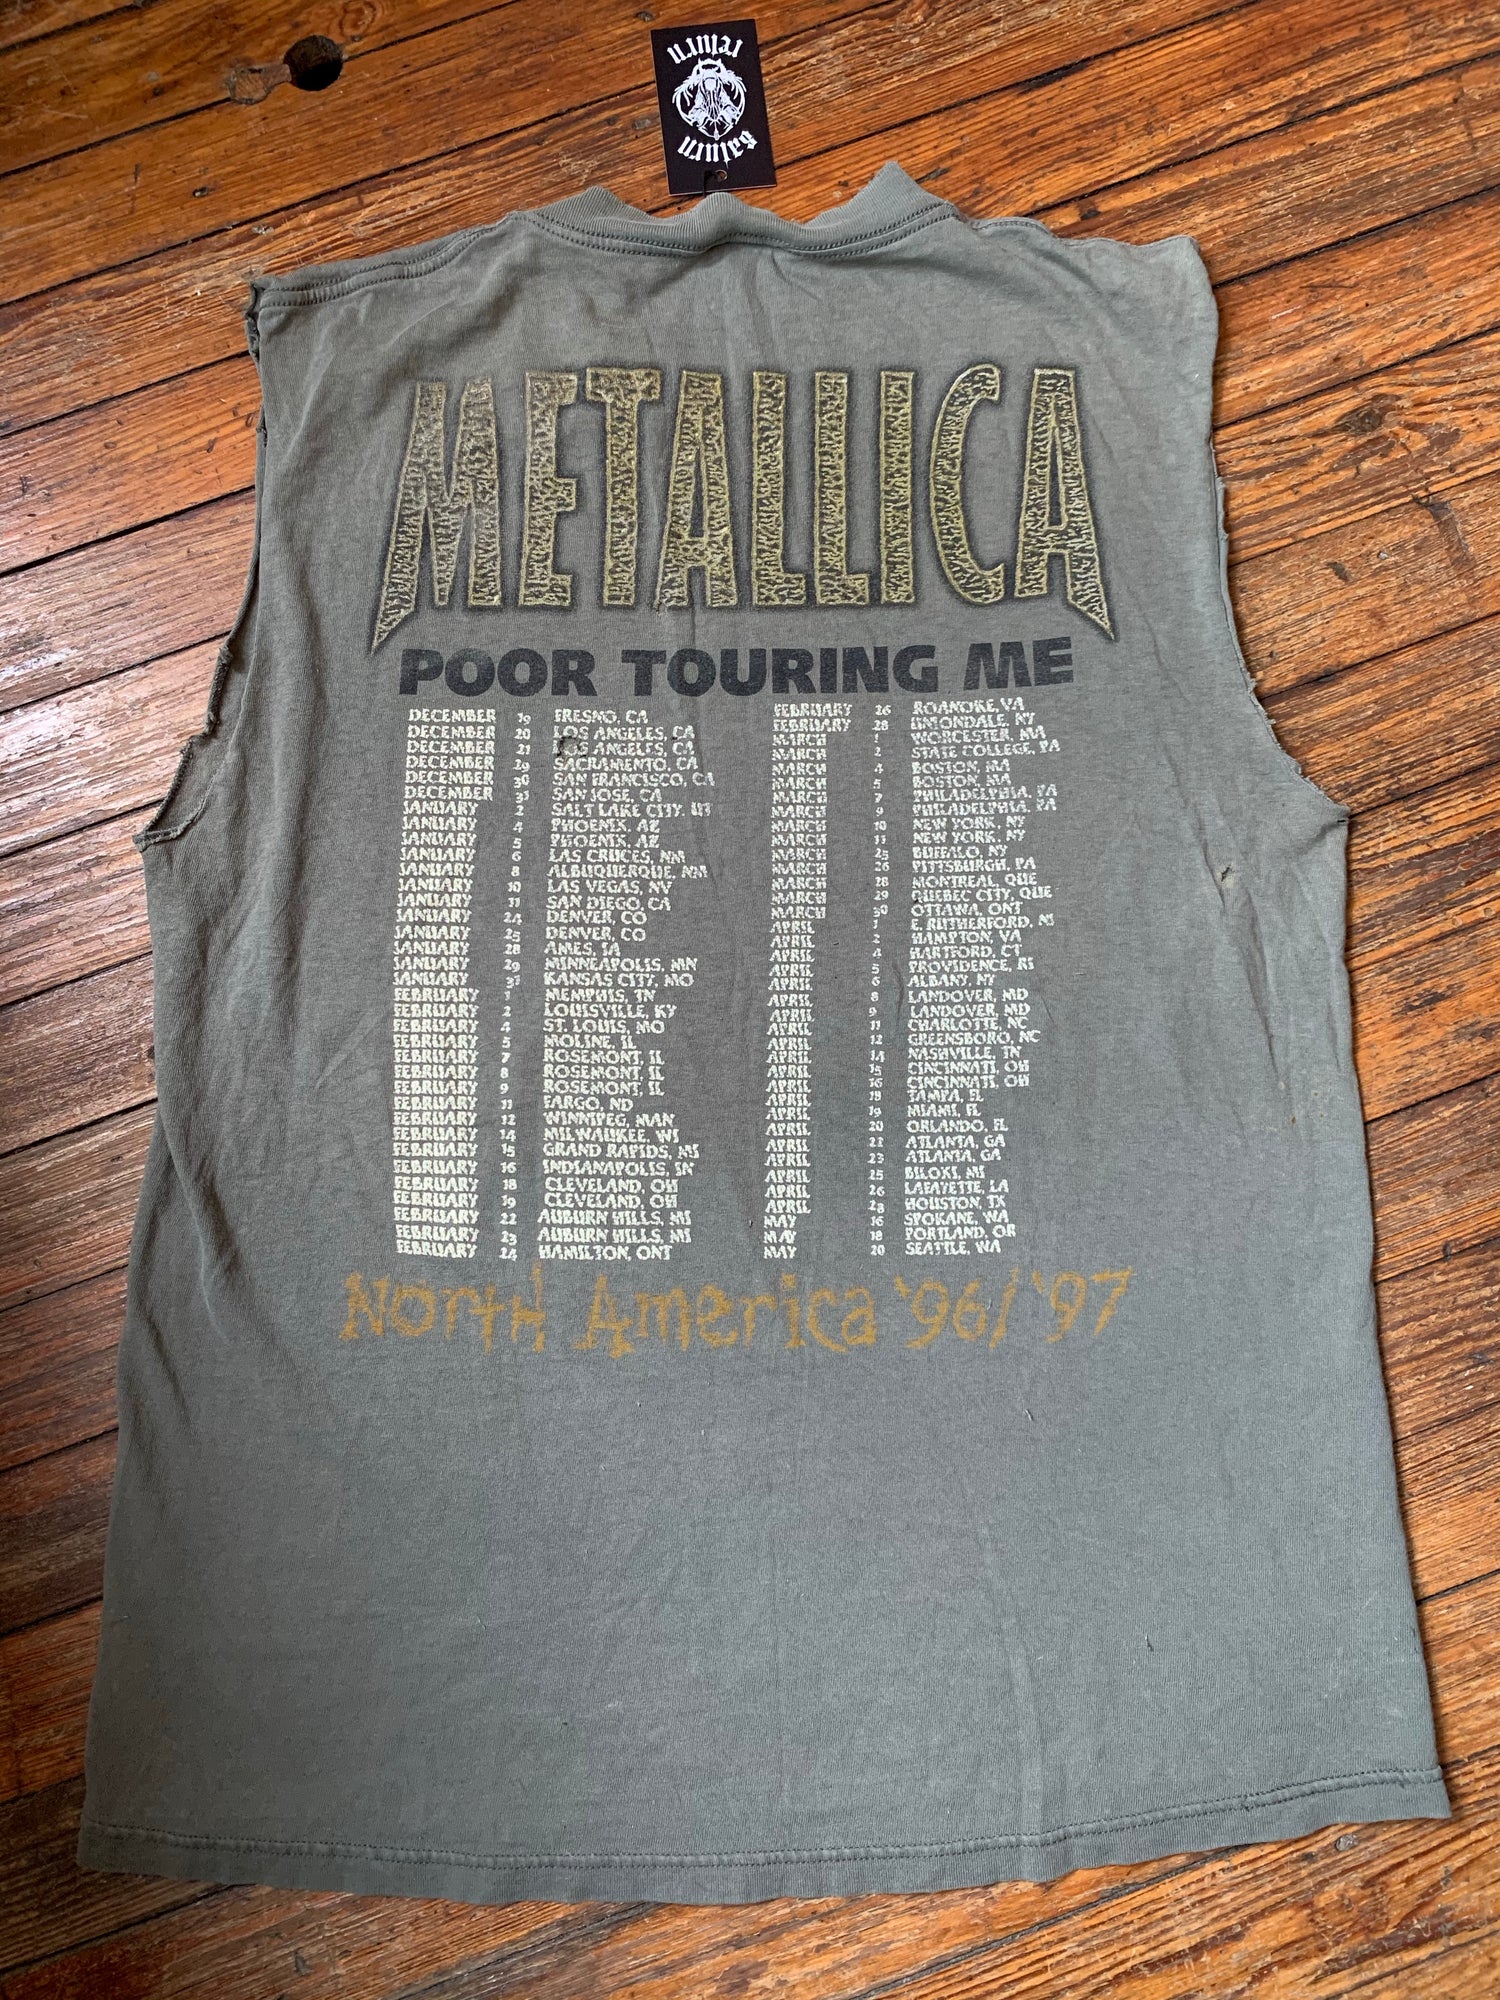 saturn
return
METALLICA
POOR TOURING ME
DECEMBER 19 FRESNO, CA
DECEMBER 20 LOS ANGELES, CA
DECEMBER 21 LOS ANGELES, CA
DECEMBER 29 SACRAMENTO, CA
DECEMBER 30 SAN FRANCISCO, CA
DECEMBER 31 SAN JOSE, CA
JANUARY 2 SALT LAKE CITY, UT
JANUARY 4 PHOENIX, AZ
JANUARY 5 PHOENIX, AZ
JANUARY 6 LAS CRUCES, NM
JANUARY 8 ALBUQUERQUE, NM
JANUARY 10 LAS VEGAS, NV
JANUARY 11 SAN DIEGO, CA
JANUARY 24 DENVER, CO
JANUARY 25 DENVER, CO
JANUARY 28 AMES, IA
JANUARY 29 MINNEAPOLIS, MN
JANUARY 31 KANSAS CITY, MO
FEBRUARY 1 MEMPHIS, TN
FEBRUARY 2 LOUISVILLE, KY
FEBRUARY 4 ST. LOUIS, MO
FEBRUARY 5 MOLINE, IL
FEBRUARY 7 ROSEMONT, IL
FEBRUARY 8 ROSEMONT, IL
FEBRUARY 9 ROSEMONT, IL
FEBRUARY 11 FARGO, ND
FEBRUARY 12 WINNIPEG, MAN
FEBRUARY 14 MILWAUKEE, WI
FEBRUARY 15 GRAND RAPIDS, MI
FEBRUARY 16 INDIANAPOLIS, IN
FEBRUARY 18 CLEVELAND, OH
FEBRUARY 19 CLEVELAND, OH
FEBRUARY 22 AUBURN HILLS, MI
FEBRUARY 23 AUBURN HILLS, MI
FEBRUARY 24 HAMILTON, ONT
FEBRUARY 26 ROANOKE, VA
FEBRUARY 28 UNIONDALE, NY
MARCH 1 WORCESTER, MA
MARCH 2 STATE COLLEGE, PA
MARCH 4 BOSTON, MA
MARCH 5 BOSTON, MA
MARCH 7 PHILADELPHIA, PA
MARCH 9 PHILADELPHIA, PA
MARCH 10 NEW YORK, NY
MARCH 11 NEW YORK, NY
MARCH 25 BUFFALO, NY
MARCH 26 PITTSBURGH, PA
MARCH 28 MONTREAL, QUE
MARCH 29 QUEBEC CITY, QUE
MARCH 30 OTTAWA, ONT
APRIL 1 E. RUTHERFORD, NJ
APRIL 2 HAMPTON, VA
APRIL 4 HARTFORD, CT
APRIL 5 PROVIDENCE, RI
APRIL 6 ALBANY, NY
APRIL 8 LANDOVER, MD
APRIL 9 LANDOVER, MD
APRIL 11 CHARLOTTE, NC
APRIL 12 GREENSBORO, NC
APRIL 14 NASHVILLE, TN
APRIL 15 CINCINNATI, OH
APRIL 16 CINCINNATI, OH
APRIL 18 TAMPA, FL
APRIL 19 MIAMI, FL
APRIL 20 ORLANDO, FL
APRIL 22 ATLANTA, GA
APRIL 23 ATLANTA, GA
APRIL 25 BILOXI, MS
APRIL 26 LAFAYETTE, LA
APRIL 28 HOUSTON, TX
MAY 16 SPOKANE, WA
MAY 18 PORTLAND, OR
MAY 20 SEATTLE, WA
North America '96/'97